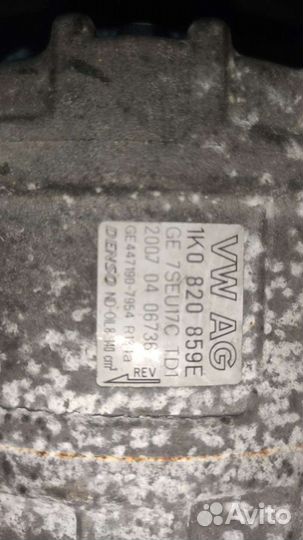 VW AG
1K0 820 859E
GE 7SEU17C TD1
2007 04 06736
GE447190-7954 R134a
DENSO ND-OIL8 140 cm³
REV
Avito